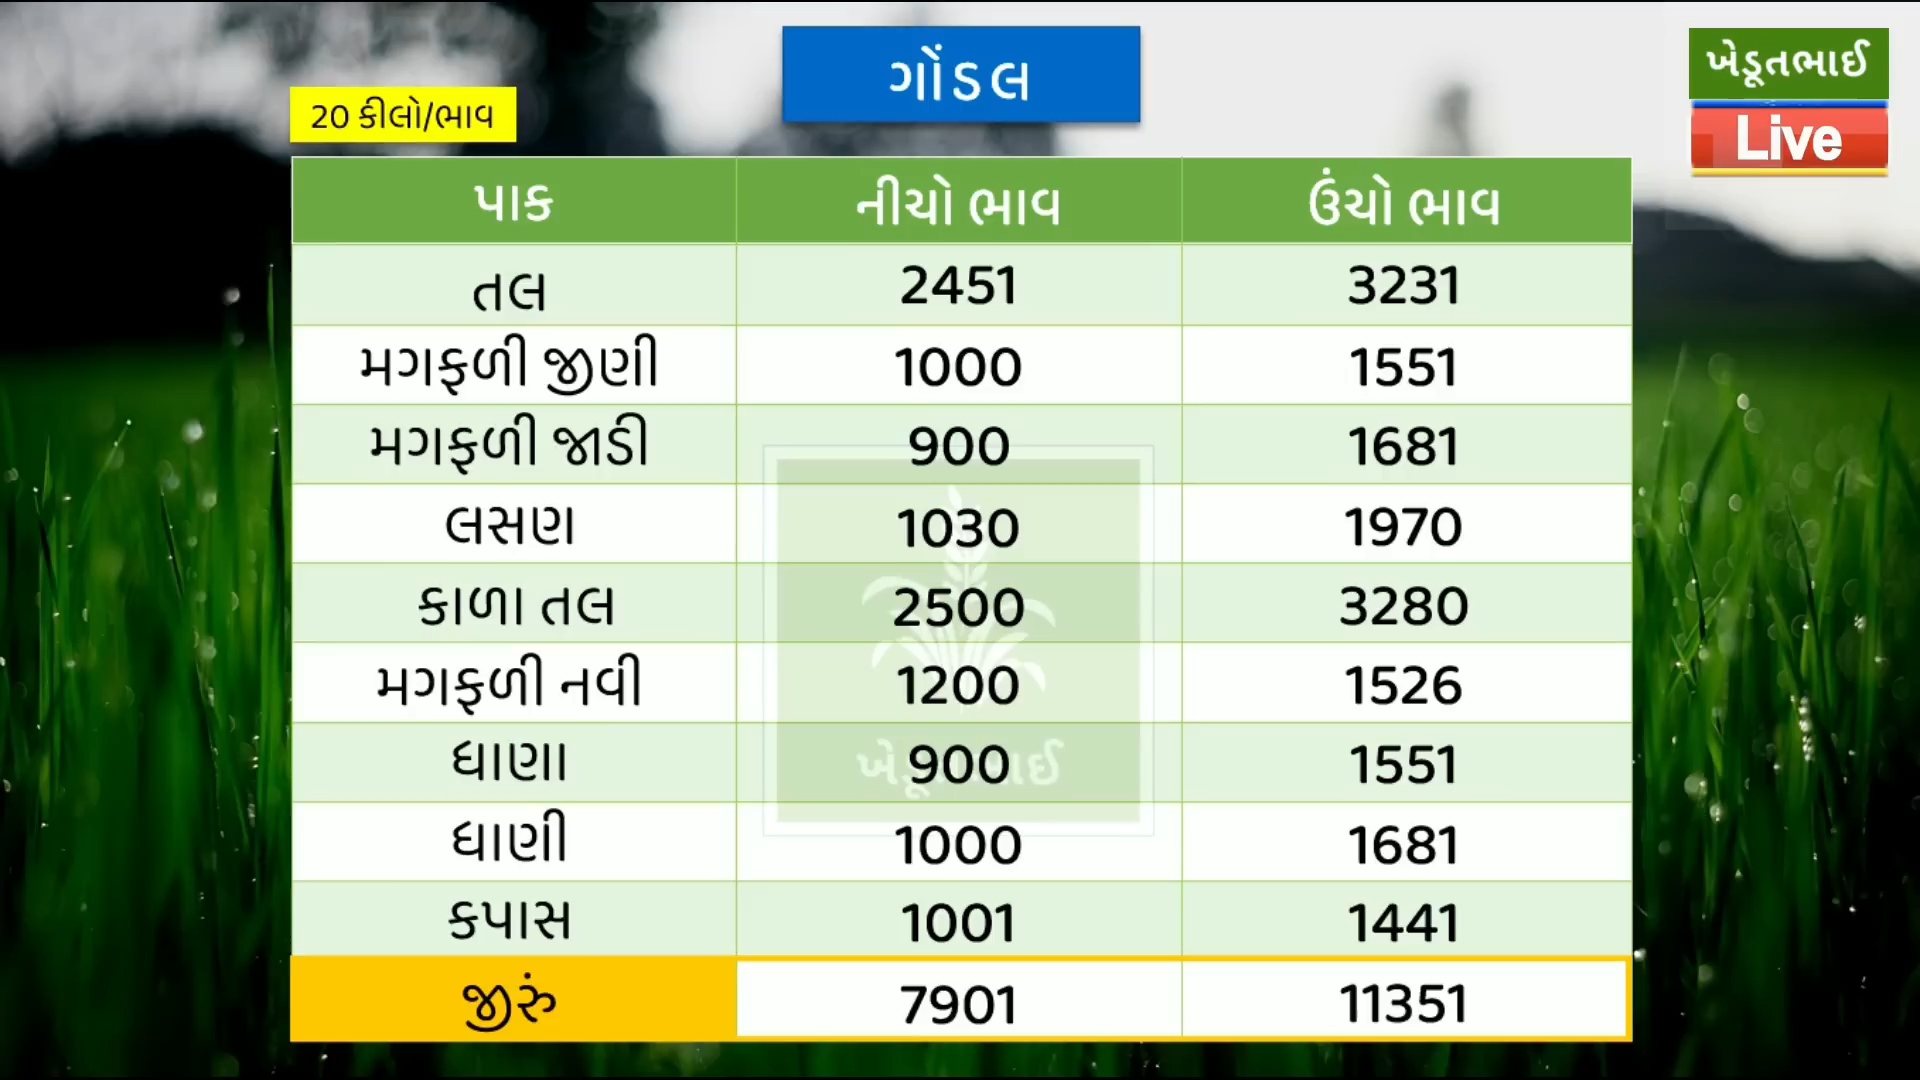 ગોંડલ
ખેડૂતભાઈ
Live
20 કીલો/ભાવ
પાક નીચો ભાવ ઉંચો ભાવ
તલ 2451 3231
મગફળી જીણી 1000 1551
મગફળી જાડી 900 1681
લસણ 1030 1970
કાળા તલ 2500 3280
મગફળી નવી 1200 1526
ધાણા 900 1551
ધાણી 1000 1681
કપાસ 1001 1441
જીરું 7901 11351
ખેડૂતભાઈ